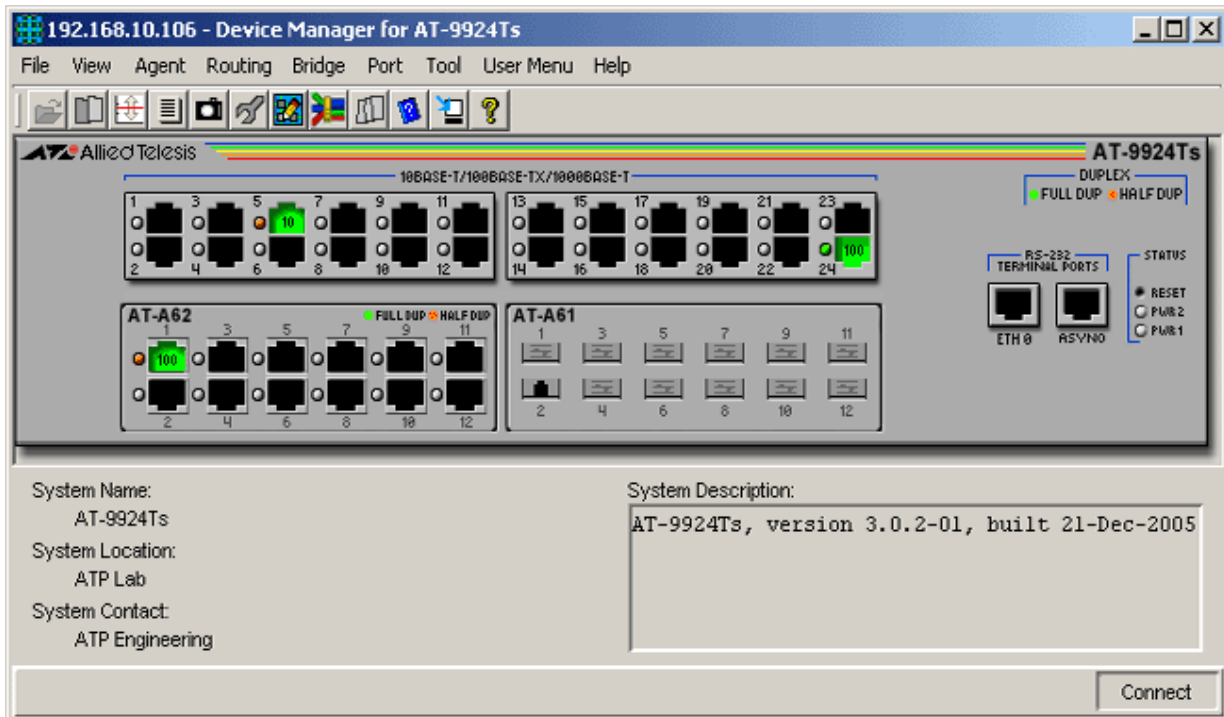 192.168.10.106 - Device Manager for AT-9924Ts
File View Agent Routing Bridge Port Tool User Menu Help
Allied Telesis
AT-9924Ts
10BASE-T/100BASE-TX/1000BASE-T
DUPLEX
FULL DUP HALF DUP
1 3 5 7 9 11 13 15 17 19 21 23
10
100
2 4 6 8 10 12 14 16 18 20 22 24
RS-232
TERMINAL PORTS
ETH 0 ASYN0
STATUS
RESET
PWR2
PWR1
AT-A62
FULL DUP HALF DUP
1 3 5 7 9 11
100
2 4 6 8 10 12
AT-A61
1 3 5 7 9 11
2 4 6 8 10 12
System Name:
AT-9924Ts
System Location:
ATP Lab
System Contact:
ATP Engineering
System Description:
AT-9924Ts, version 3.0.2-01, built 21-Dec-2005
Connect